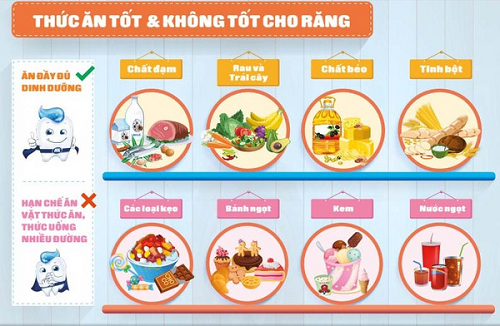 THỨC ĂN TỐT & KHÔNG TỐT CHO RĂNG
ĂN ĐẦY ĐỦ
DINH DƯỠNG
Chất đạm
Rau và
Trái cây
Chất béo
Tinh bột
HẠN CHẾ ĂN
VẶT THỨC ĂN,
THỨC UỐNG
NHIỀU ĐƯỜNG
Các loại kẹo
Bánh ngọt
Kem
Nước ngọt